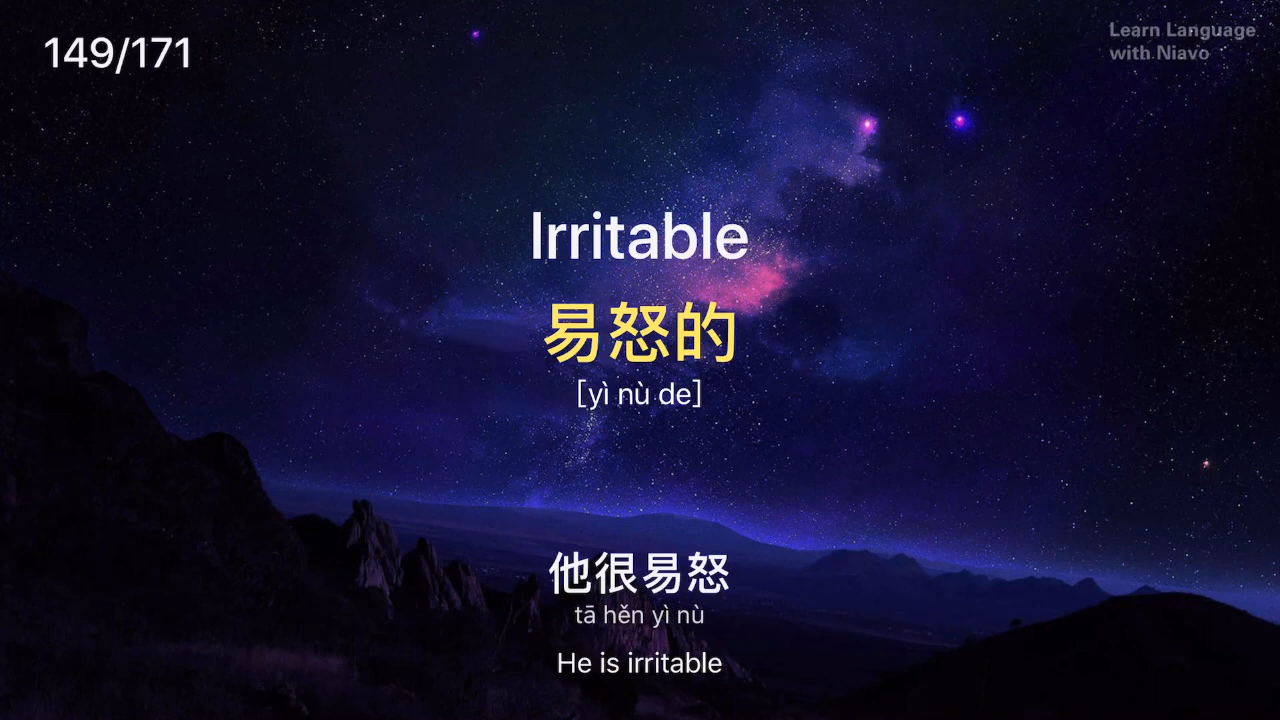 149/171
Learn Language
with Niavo
Irritable
易怒的
[yì nù de]
他很易怒
tā hěn yì nù
He is irritable